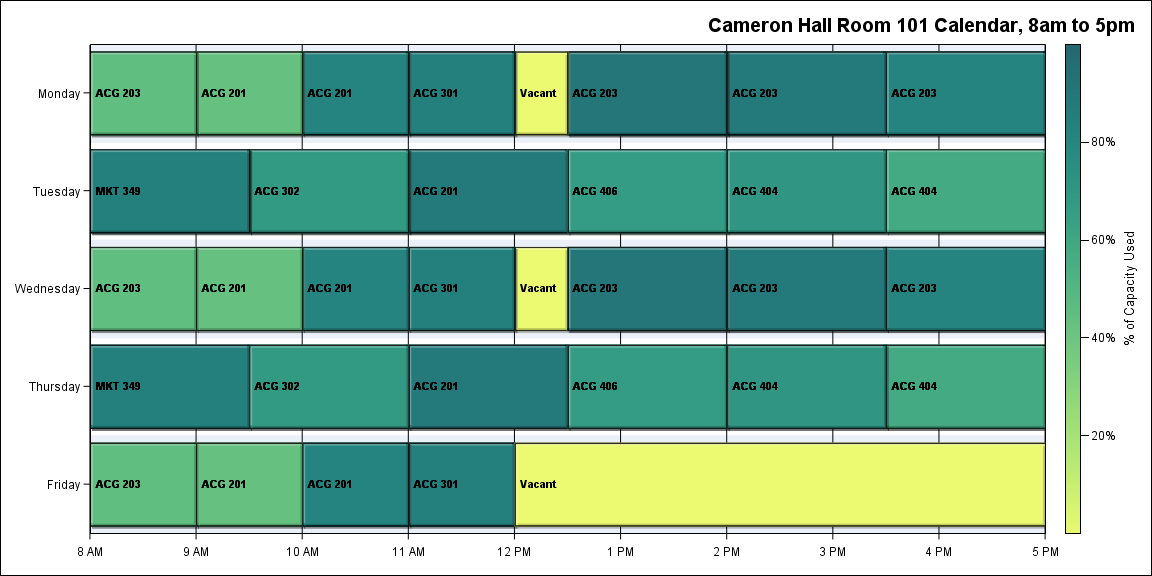 Cameron Hall Room 101 Calendar, 8am to 5pm
Monday ACG 203 ACG 201 ACG 201 ACG 301 Vacant ACG 203 ACG 203 ACG 203
80%
Tuesday MKT 349 ACG 302 ACG 201 ACG 406 ACG 404 ACG 404
60%
% of Capacity Used
Wednesday ACG 203 ACG 201 ACG 201 ACG 301 Vacant ACG 203 ACG 203 ACG 203
40%
Thursday MKT 349 ACG 302 ACG 201 ACG 406 ACG 404 ACG 404
20%
Friday ACG 203 ACG 201 ACG 201 ACG 301 Vacant
8 AM 9 AM 10 AM 11 AM 12 PM 1 PM 2 PM 3 PM 4 PM 5 PM